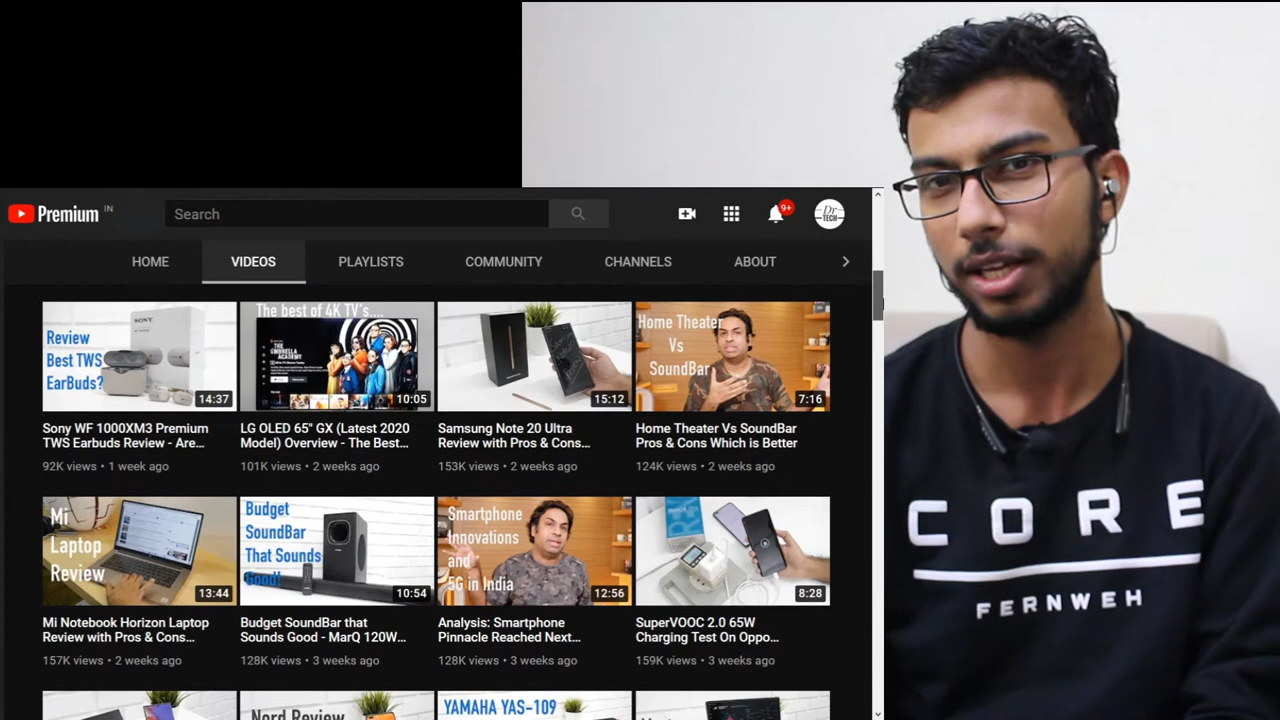 Premium IN
Search
9+
Dr
TECH
HOME
VIDEOS
PLAYLISTS
COMMUNITY
CHANNELS
ABOUT
Review
Best TWS
EarBuds?
SONY
14:37
The best of 4K TV's....
THE
UMBRELLA
ACADEMY
10:05
15:12
Home Theater
Vs
SoundBar
7:16
Sony WF 1000XM3 Premium
TWS Earbuds Review - Are...
92K views • 1 week ago
LG OLED 65" GX (Latest 2020
Model) Overview - The Best...
101K views • 2 weeks ago
Samsung Note 20 Ultra
Review with Pros & Cons...
153K views • 2 weeks ago
Home Theater Vs SoundBar
Pros & Cons Which is Better
124K views • 2 weeks ago
Mi
Laptop
Review
13:44
Budget
SoundBar
That Sounds
Good!
10:54
Smartphone
Innovations
and
5G in India
12:56
8:28
Mi Notebook Horizon Laptop
Review with Pros & Cons...
157K views • 2 weeks ago
Budget SoundBar that
Sounds Good - MarQ 120W...
128K views • 3 weeks ago
Analysis: Smartphone
Pinnacle Reached Next...
128K views • 3 weeks ago
SuperVOOC 2.0 65W
Charging Test On Oppo...
159K views • 3 weeks ago
Nord Review
YAMAHA YAS-109
CORE
FERNWEH